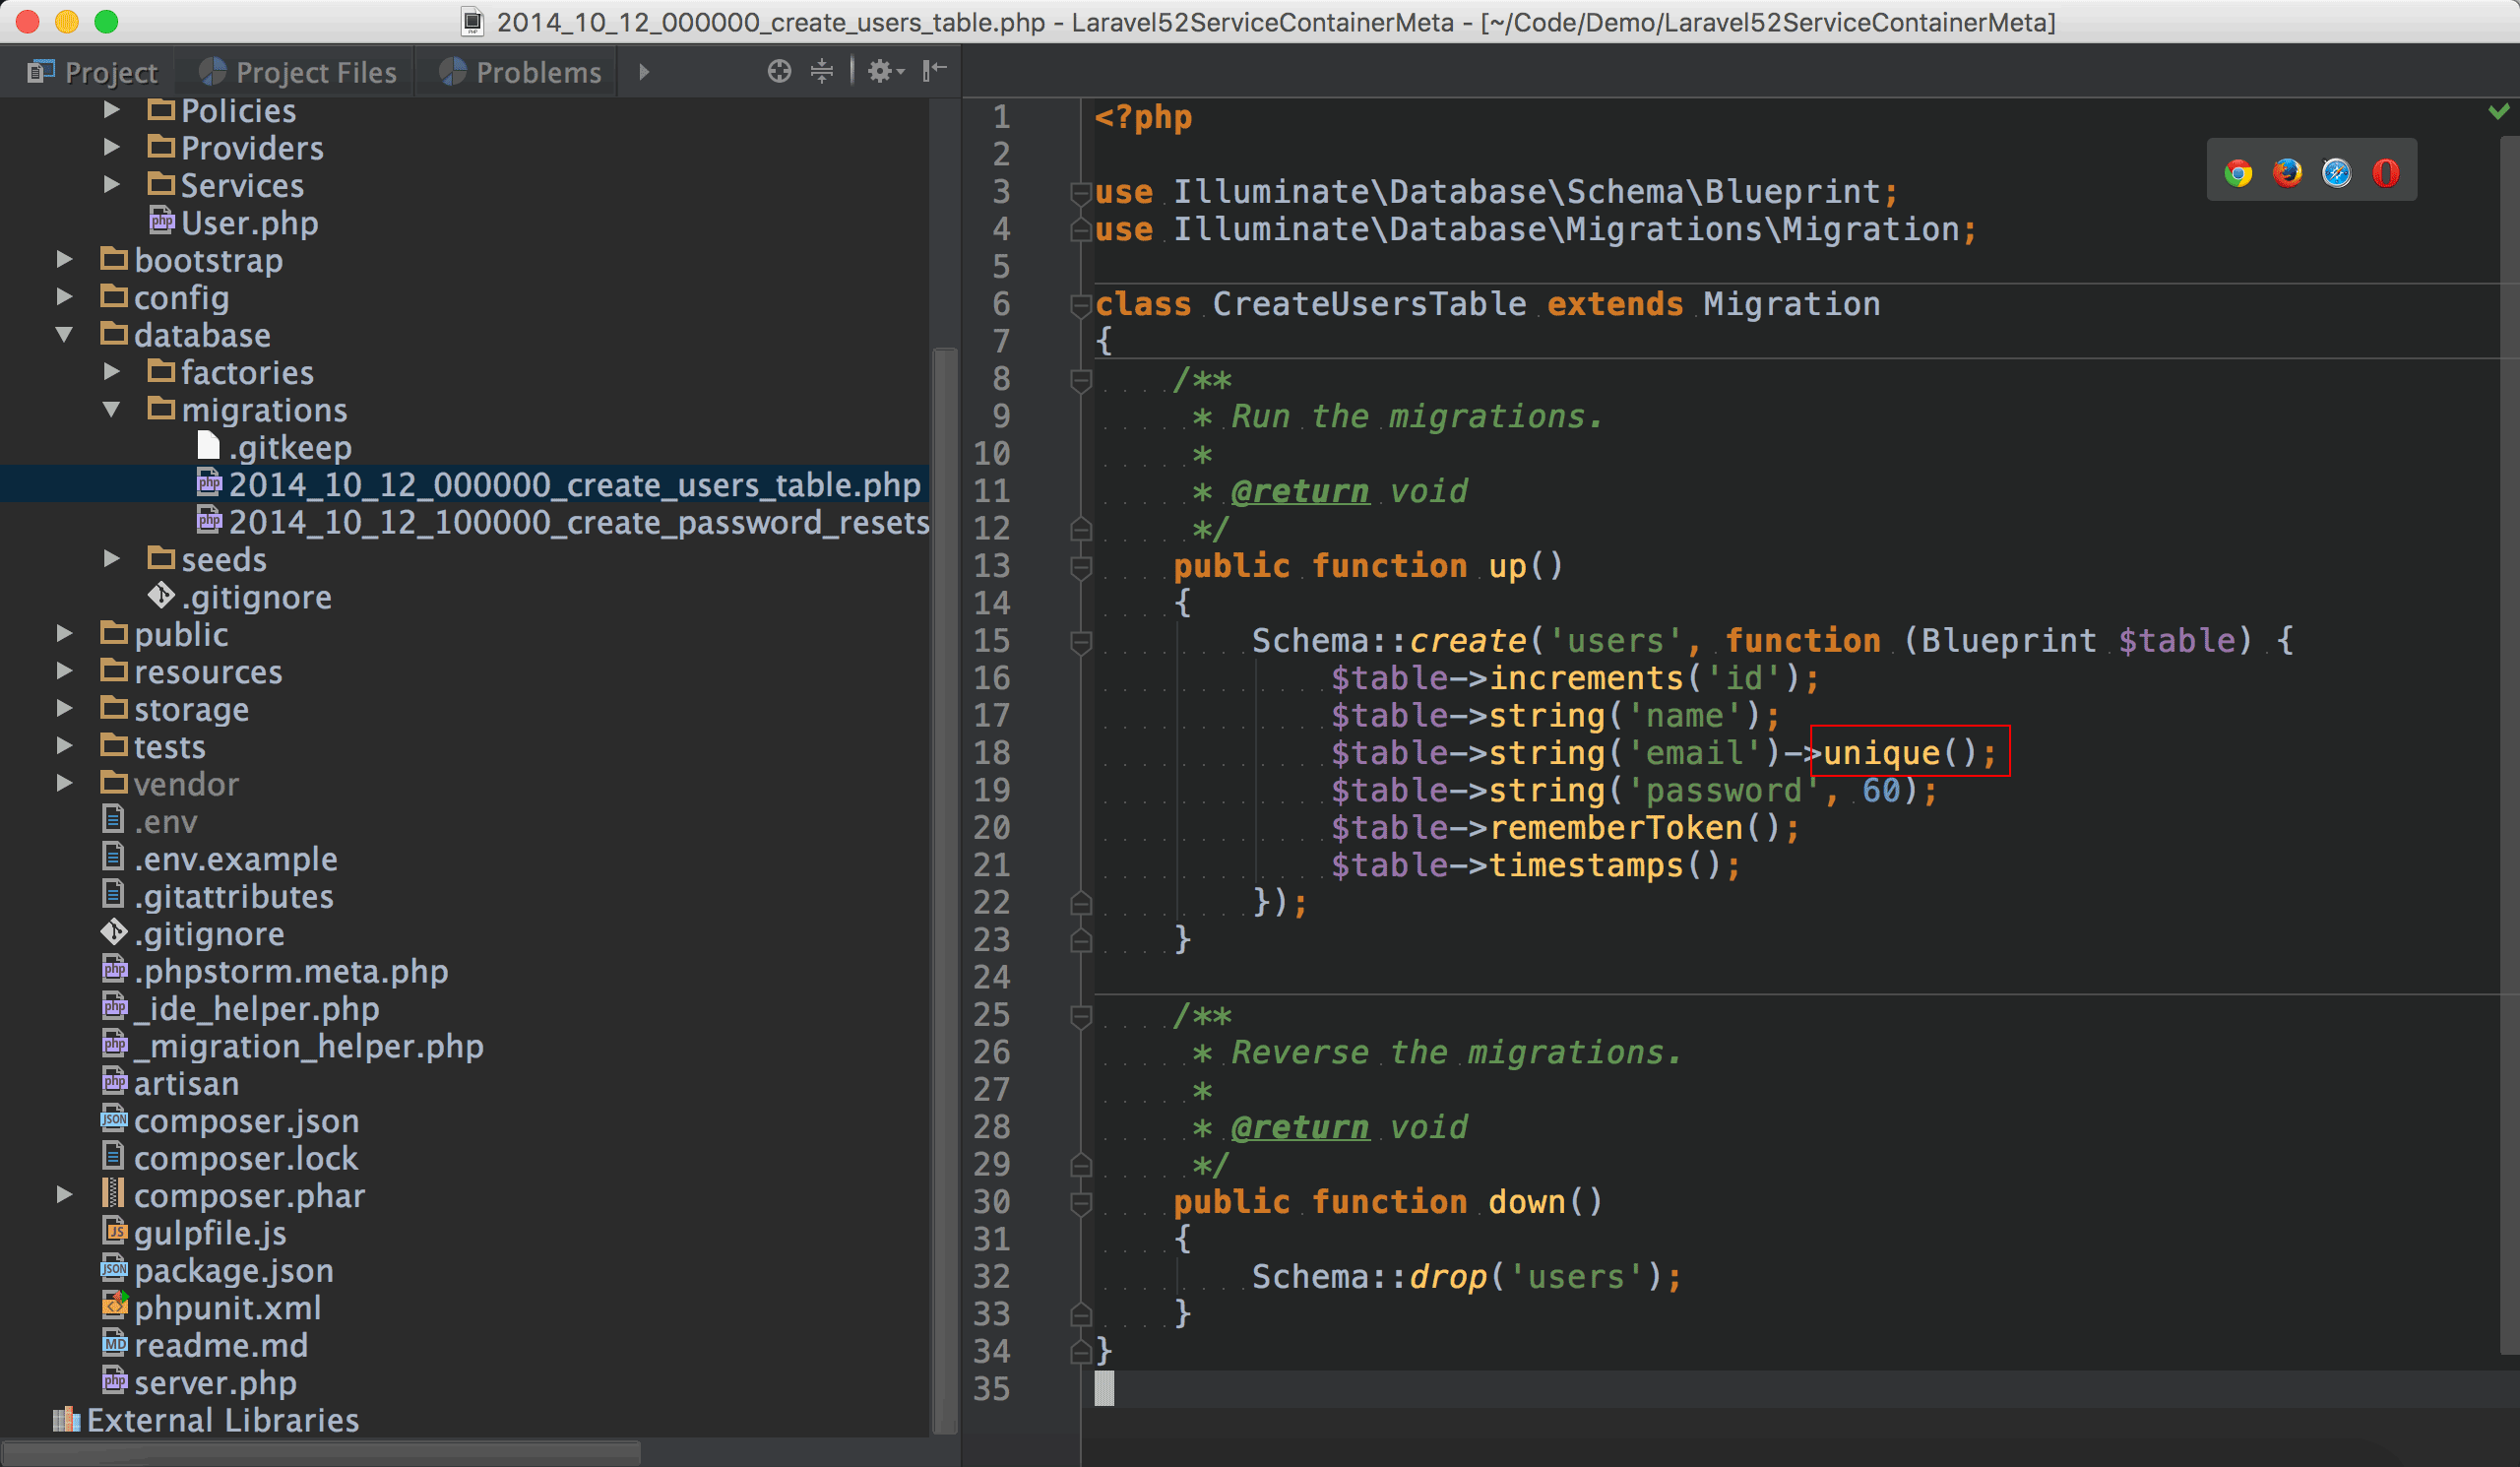 2014_10_12_000000_create_users_table.php - Laravel52ServiceContainerMeta - [~/Code/Demo/Laravel52ServiceContainerMeta]
Project
Project Files
Problems
Policies
Providers
Services
User.php
bootstrap
config
database
factories
migrations
.gitkeep
2014_10_12_000000_create_users_table.php
2014_10_12_100000_create_password_resets
seeds
.gitignore
public
resources
storage
tests
vendor
.env
.env.example
.gitattributes
.gitignore
.phpstorm.meta.php
_ide_helper.php
_migration_helper.php
artisan
composer.json
composer.lock
composer.phar
gulpfile.js
package.json
phpunit.xml
readme.md
server.php
External Libraries
1 <?php
2
3 use Illuminate\Database\Schema\Blueprint;
4 use Illuminate\Database\Migrations\Migration;
5
6 class CreateUsersTable extends Migration
7 {
8     /**
9      * Run the migrations.
10      *
11      * @return void
12      */
13     public function up()
14     {
15         Schema::create('users', function (Blueprint $table) {
16             $table->increments('id');
17             $table->string('name');
18             $table->string('email')->unique();
19             $table->string('password', 60);
20             $table->rememberToken();
21             $table->timestamps();
22         });
23     }
24
25     /**
26      * Reverse the migrations.
27      *
28      * @return void
29      */
30     public function down()
31     {
32         Schema::drop('users');
33     }
34 }
35